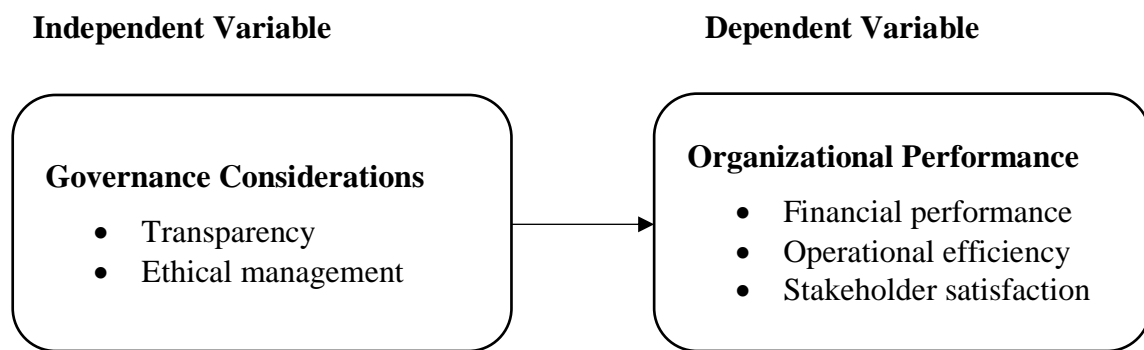 Independent Variable
Dependent Variable
Governance Considerations
• Transparency
• Ethical management
Organizational Performance
• Financial performance
• Operational efficiency
• Stakeholder satisfaction